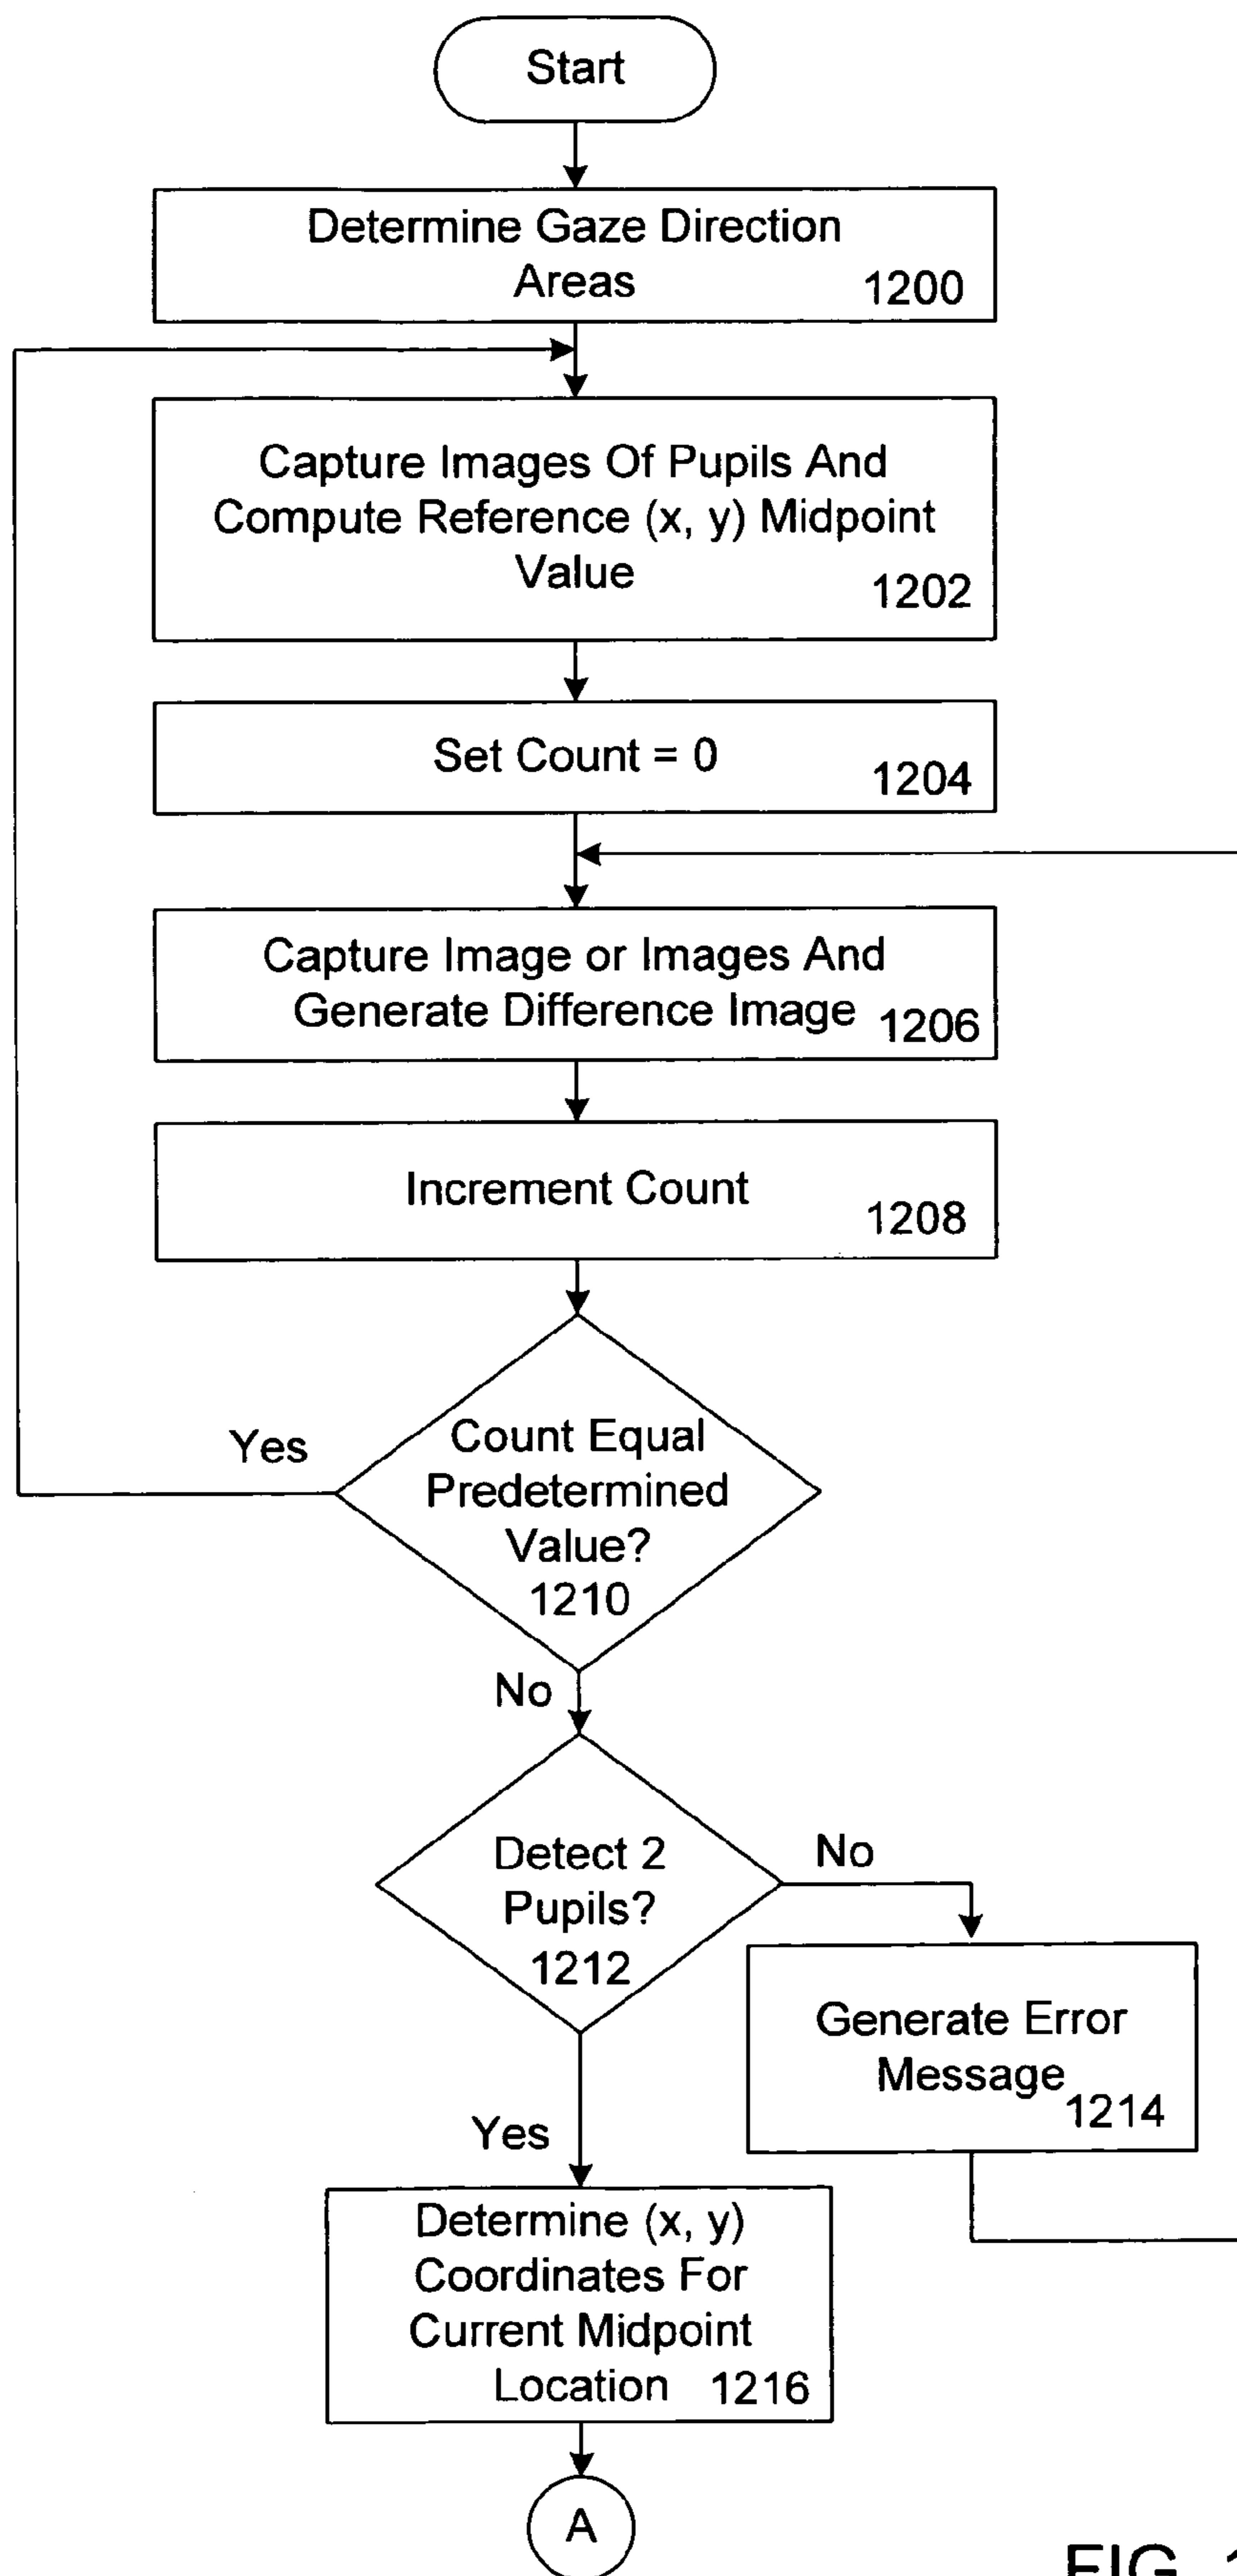 Start
Determine Gaze Direction
Areas
1200
Capture Images Of Pupils And
Compute Reference (x, y) Midpoint
Value
1202
Set Count = 0
1204
Capture Image or Images And
Generate Difference Image
1206
Increment Count
1208
Yes
Count Equal
Predetermined
Value?
1210
No
Detect 2
Pupils?
1212
No
Generate Error
Message
1214
Yes
Determine (x, y)
Coordinates For
Current Midpoint
Location
1216
A
FIG.